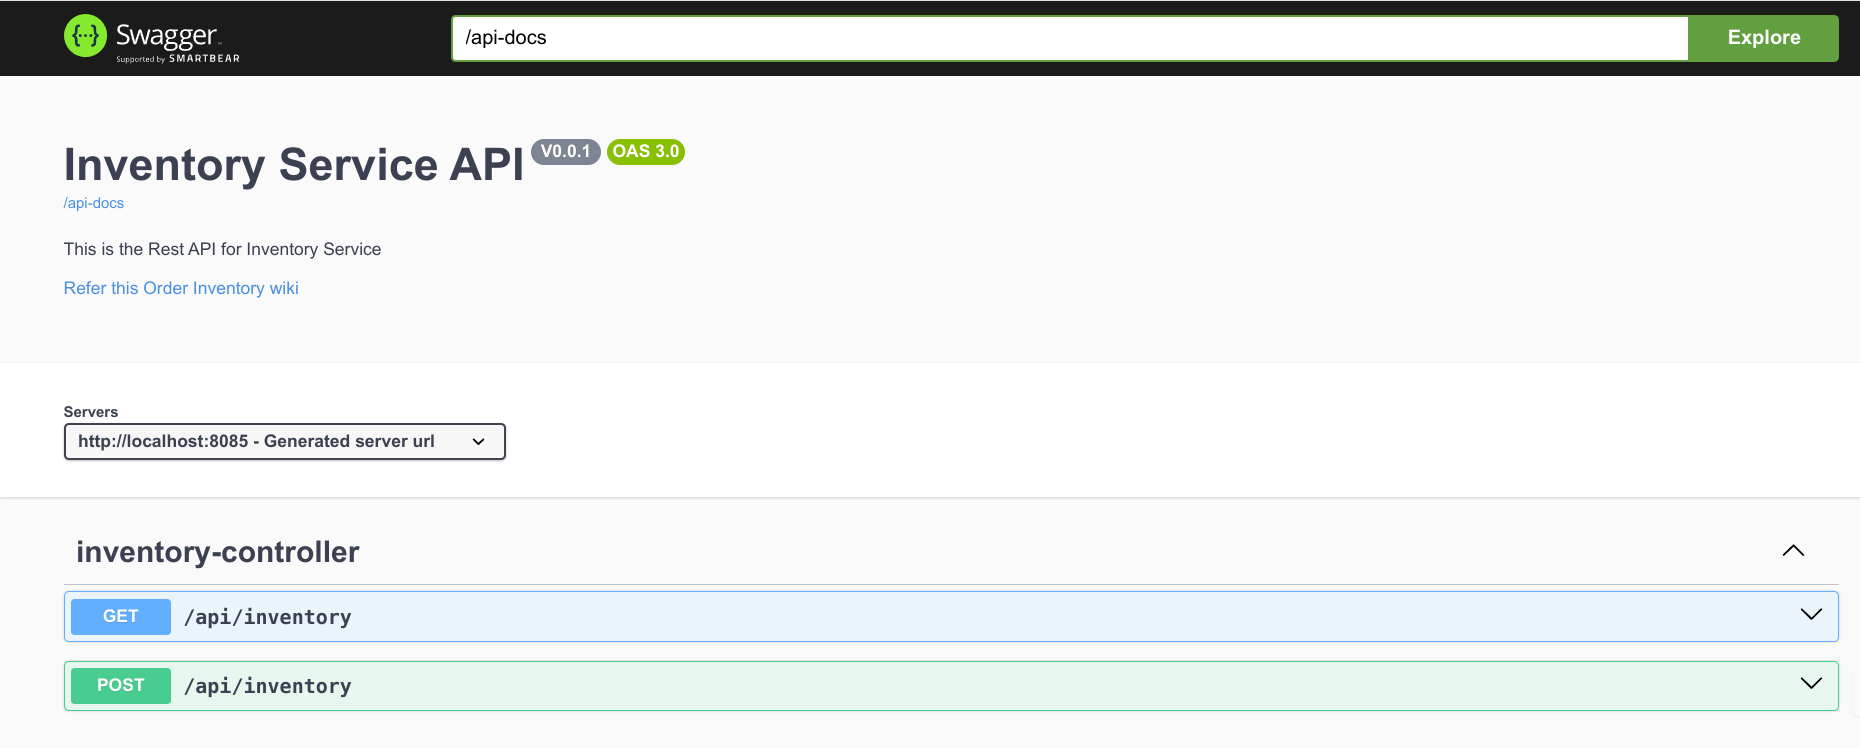 {···} Swagger
Supported by SMARTBEAR
/api-docs
Explore
Inventory Service API V0.0.1 OAS 3.0
/api-docs
This is the Rest API for Inventory Service
Refer this Order Inventory wiki
Servers
http://localhost:8085 - Generated server url
inventory-controller
GET /api/inventory
POST /api/inventory